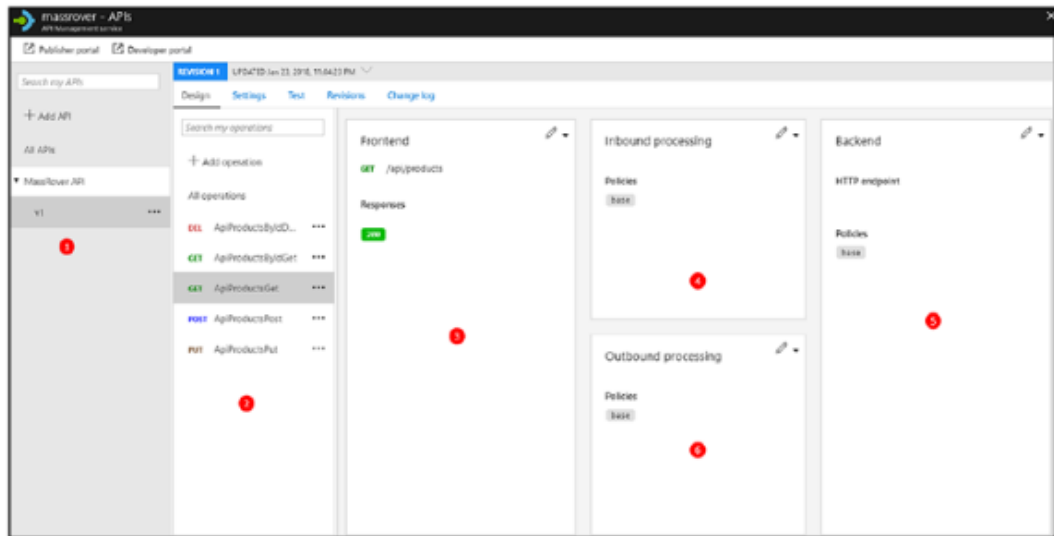 massrover - APIs
API Management service
Publisher portal
Developer portal
Search my APIs
+ Add API
All APIs
MassRover API
V1
1
REVISION 1
UPDATED Jan 23, 2018, 11:04:23 PM
Design
Settings
Test
Revisions
Change log
Search my operations
+ Add operation
All operations
DEL ApiProductsByIdD...
GET ApiProductsByIdGet
GET ApiProductsGet
POST ApiProductsPost
PUT ApiProductsPut
2
Frontend
GET /api/products
Responses
200
3
Inbound processing
Policies
base
4
Outbound processing
Policies
base
6
Backend
HTTP endpoint
Policies
base
5